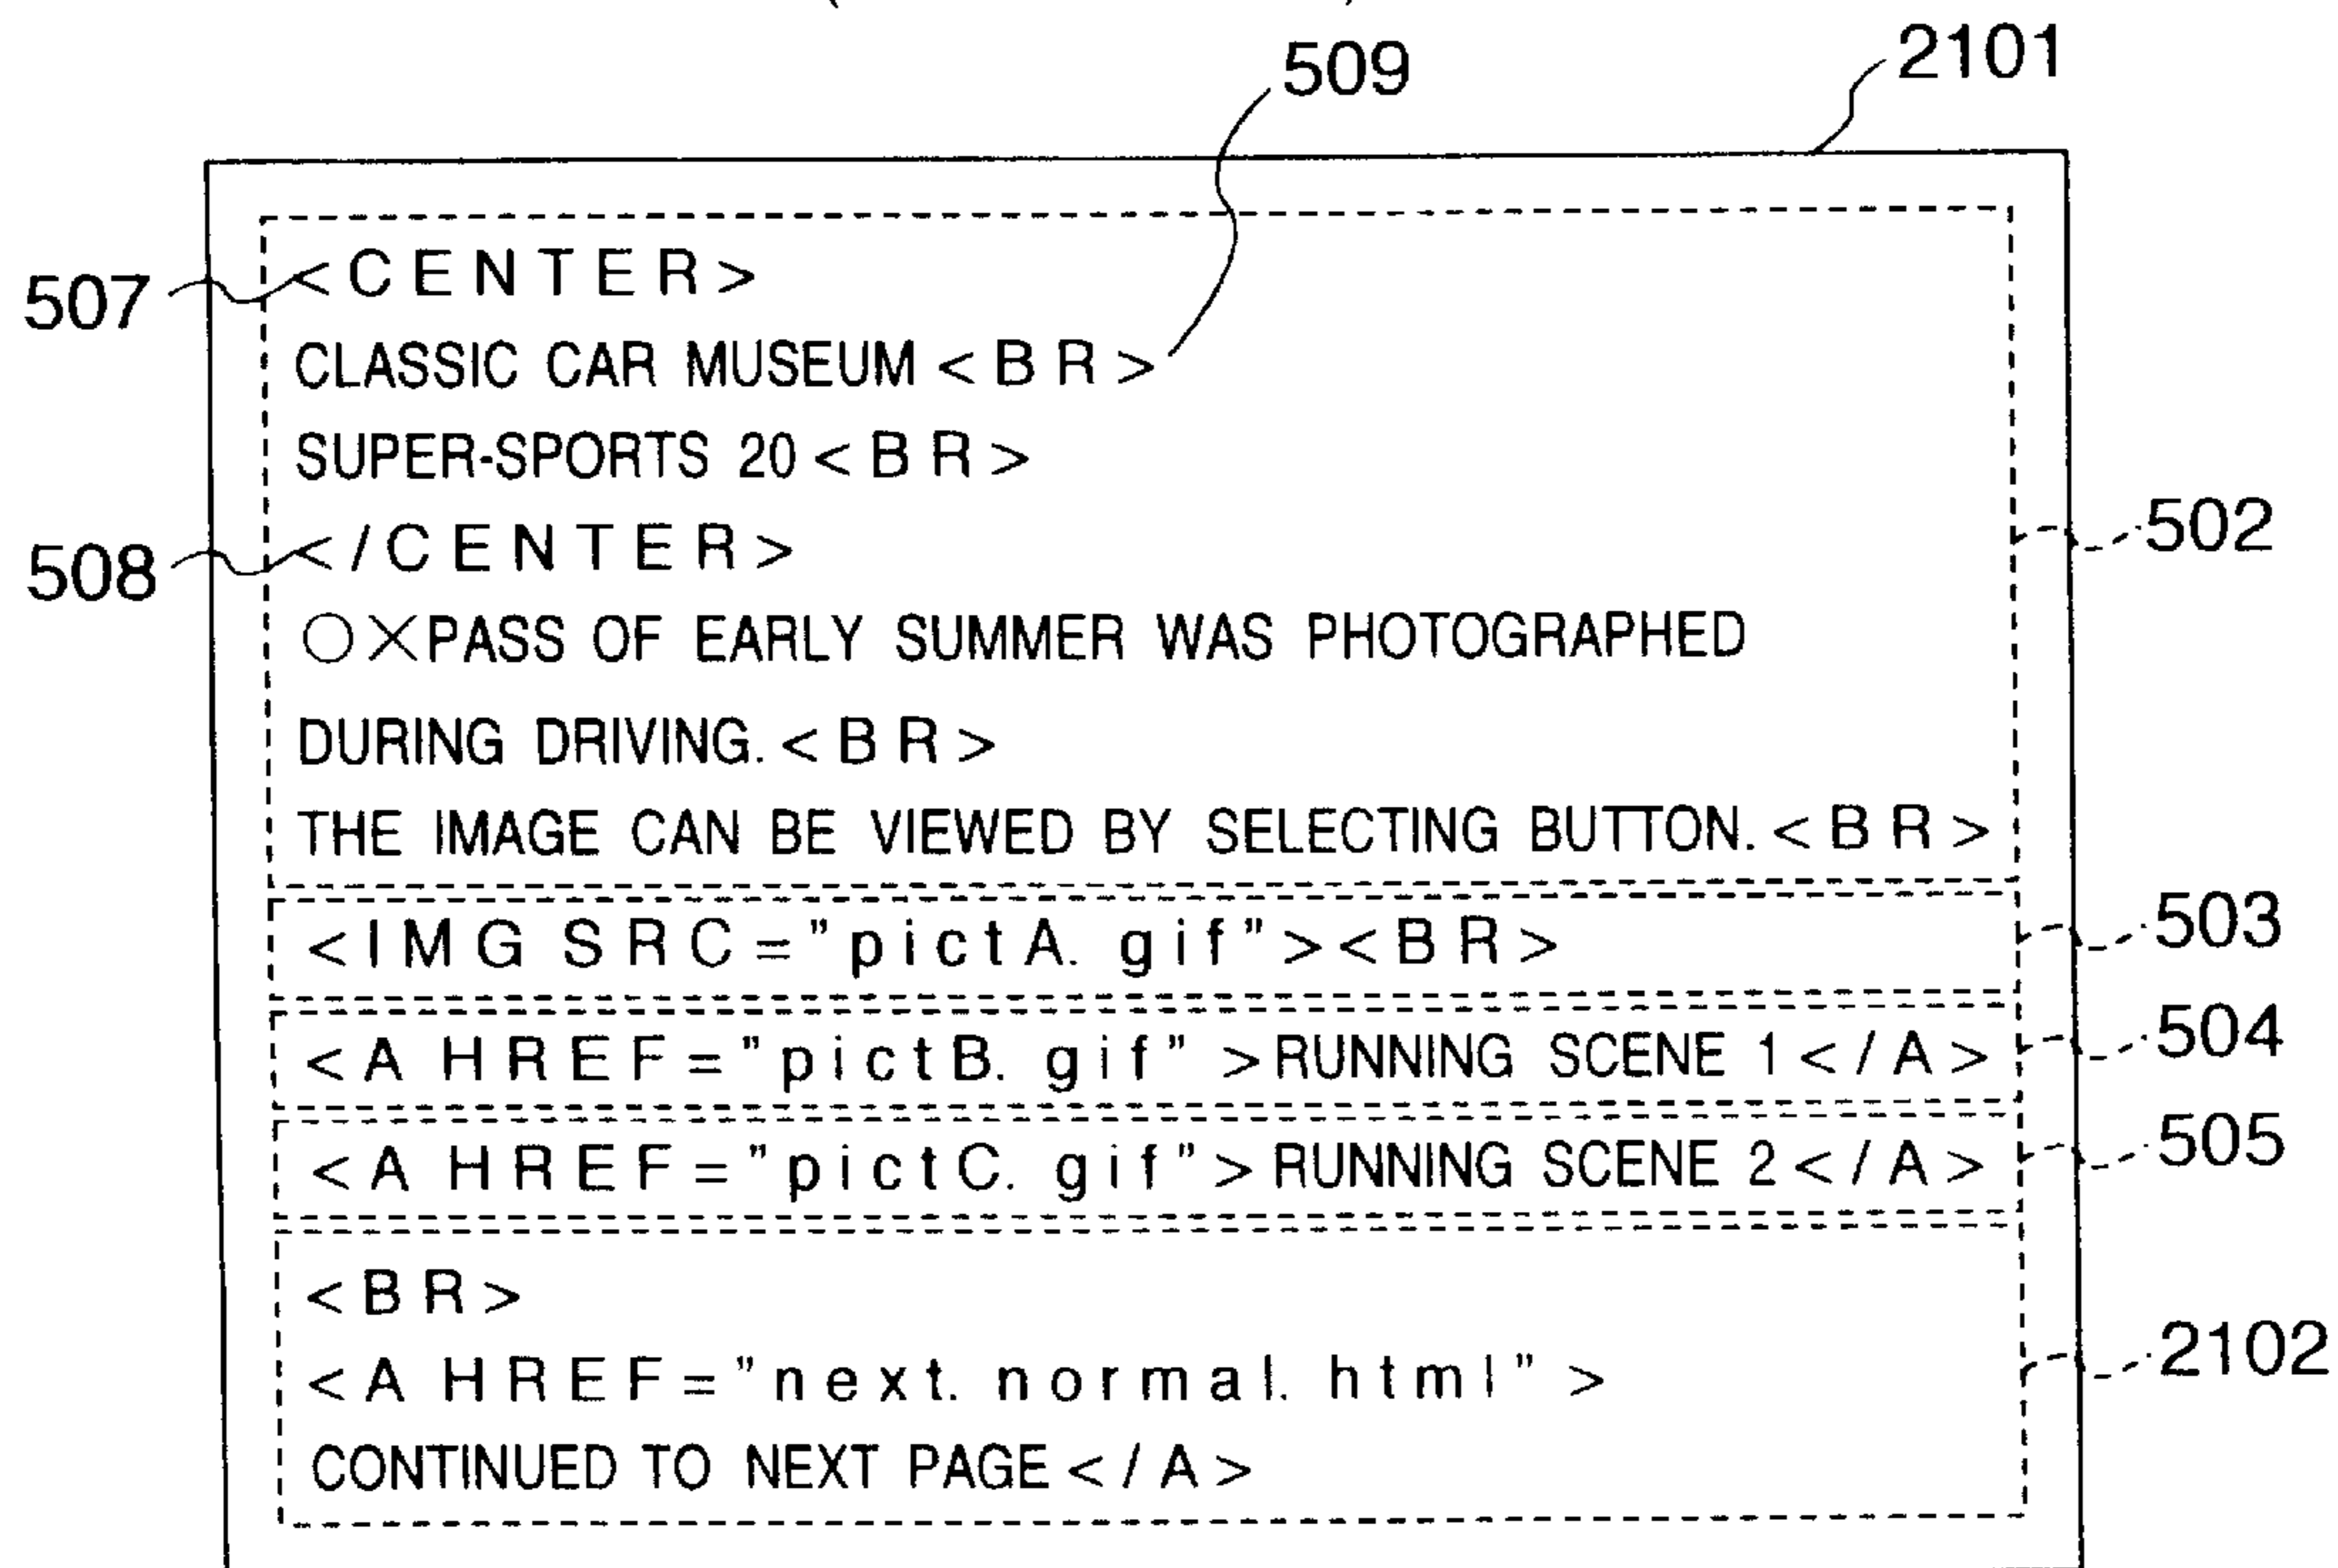 509
2101
507
<CENTER>
CLASSIC CAR MUSEUM <BR>
SUPER-SPORTS 20<BR>
502
508
</CENTER>
○×PASS OF EARLY SUMMER WAS PHOTOGRAPHED
DURING DRIVING.<BR>
THE IMAGE CAN BE VIEWED BY SELECTING BUTTON.<BR>
503
<IMG SRC="pictA. gif"><BR>
504
<A HREF="pictB. gif" >RUNNING SCENE 1</A>
505
<A HREF="pictC. gif">RUNNING SCENE 2</A>
<BR>
2102
<A HREF="next. normal. html" >
CONTINUED TO NEXT PAGE</A>